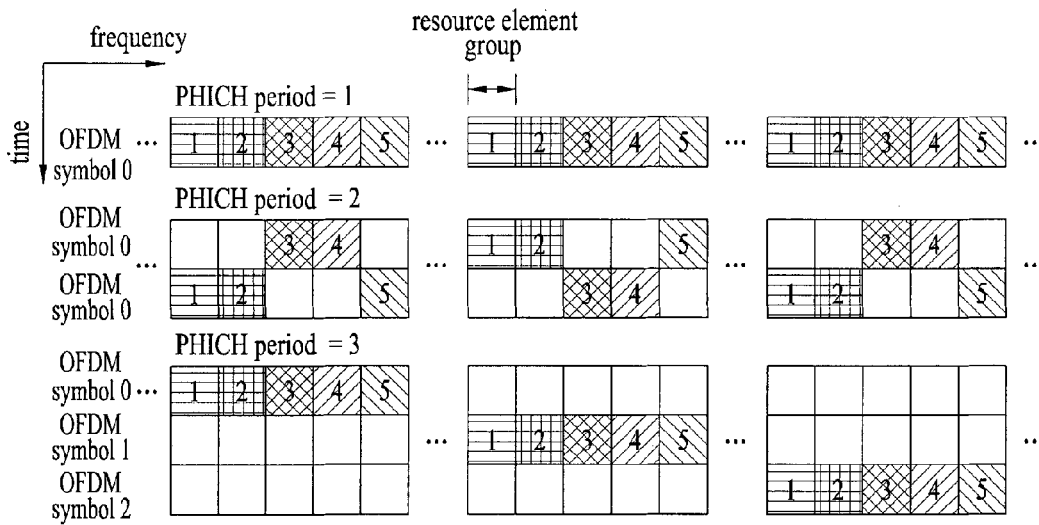 resource element
group
frequency
time
PHICH period = 1
OFDM
symbol 0
... 1 2 3 4 5 ... 1 2 3 4 5 ... 1 2 3 4 5 ..
PHICH period = 2
OFDM
symbol 0
3 4 1 2 5 3 4
... ... ... ..
OFDM
symbol 0
1 2 5 3 4 1 2 5
PHICH period = 3
OFDM
symbol 0 ... 1 2 3 4 5
OFDM
symbol 1
... 1 2 3 4 5 ... ..
OFDM
symbol 2
1 2 3 4 5